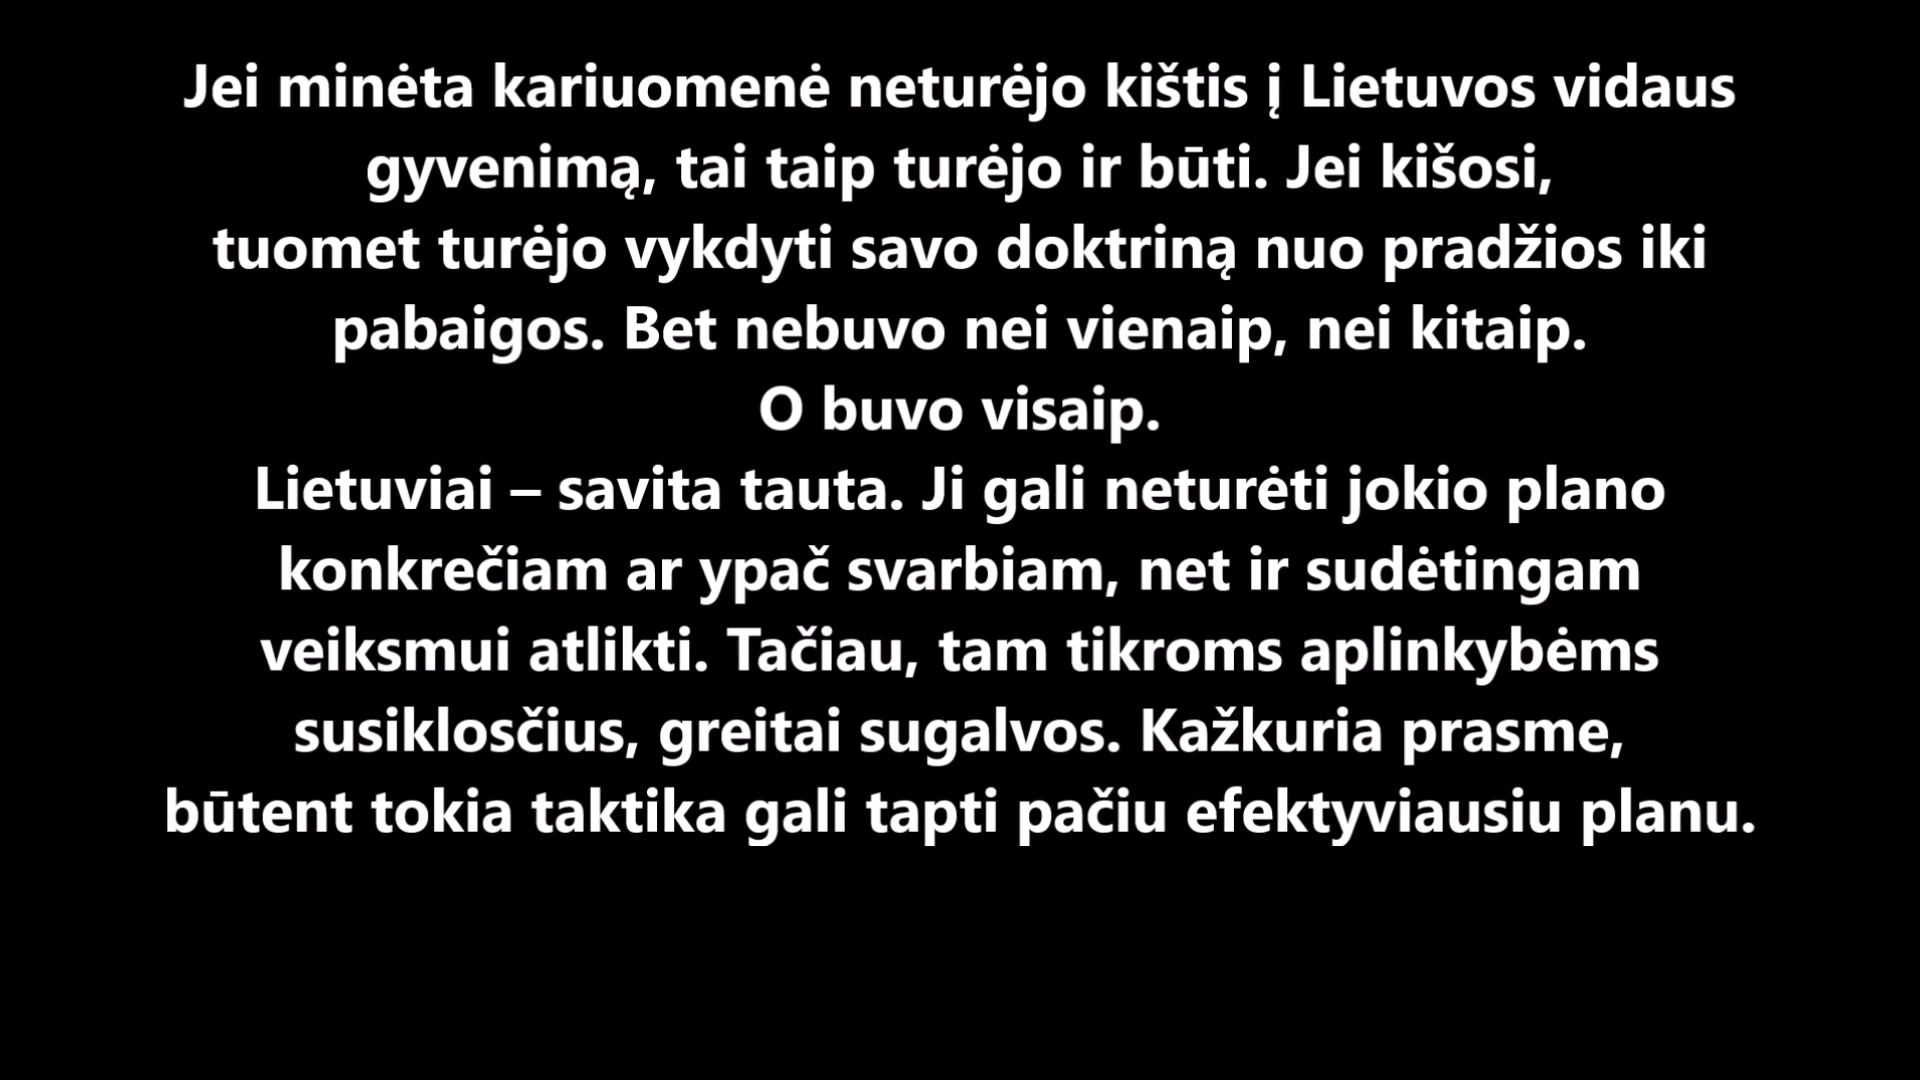 Jei minėta kariuomenė neturėjo kištis į Lietuvos vidaus
gyvenimą, tai taip turėjo ir būti. Jei kišosi,
tuomet turėjo vykdyti savo doktriną nuo pradžios iki
pabaigos. Bet nebuvo nei vienaip, nei kitaip.
O buvo visaip.
Lietuviai – savita tauta. Ji gali neturėti jokio plano
konkrečiam ar ypač svarbiam, net ir sudėtingam
veiksmui atlikti. Tačiau, tam tikroms aplinkybėms
susiklosčius, greitai sugalvos. Kažkuria prasme,
būtent tokia taktika gali tapti pačiu efektyviausiu planu.